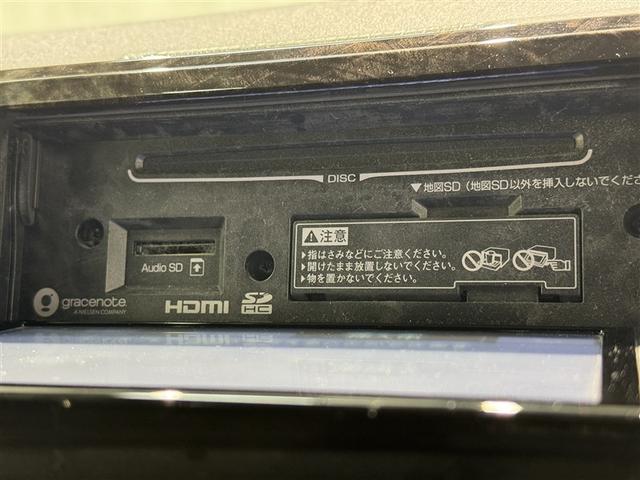 DISC
▼地図SD(地図SD以外を挿入しないでくださ
注意
▶指はさみなどにご注意ください。
▶開けたまま放置しないでください。
▶物を置かないでください。
Audio SD
gracenote.
A NIELSEN COMPANY
HDMI
SD
HC